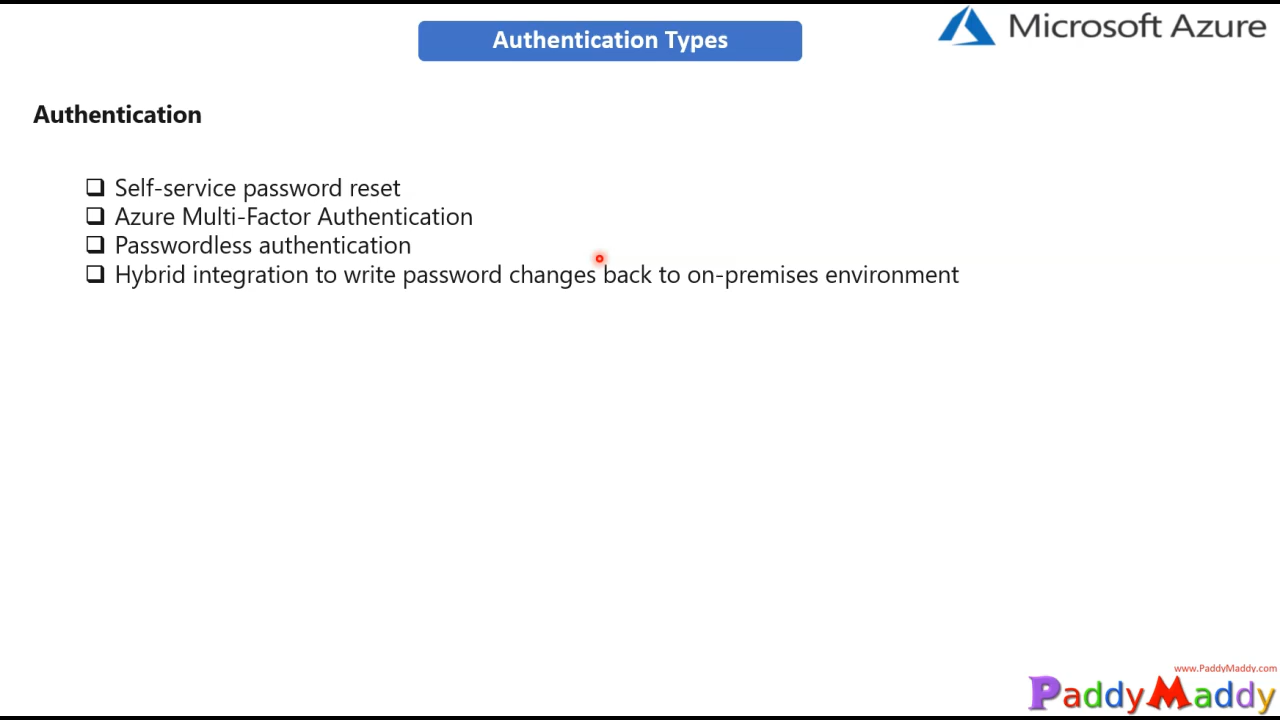 Authentication Types
Microsoft Azure
Authentication
Self-service password reset
Azure Multi-Factor Authentication
Passwordless authentication
Hybrid integration to write password changes back to on-premises environment
www.PaddyMaddy.com
PaddyMaddy